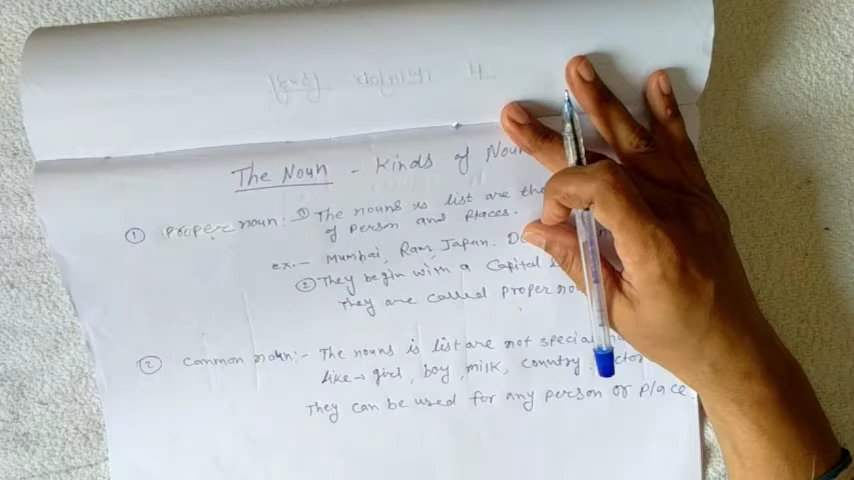 The Noun - Kinds of Noun
① Proper noun:- ① The nouns is list are the
of person and Places.
ex.- Mumbai, Ram, Japan.
② They begin with a Capital
They are called proper no
② Common noun:- The nouns is list are not special
like → girl, boy, milk, country,
They can be used for any person or place.